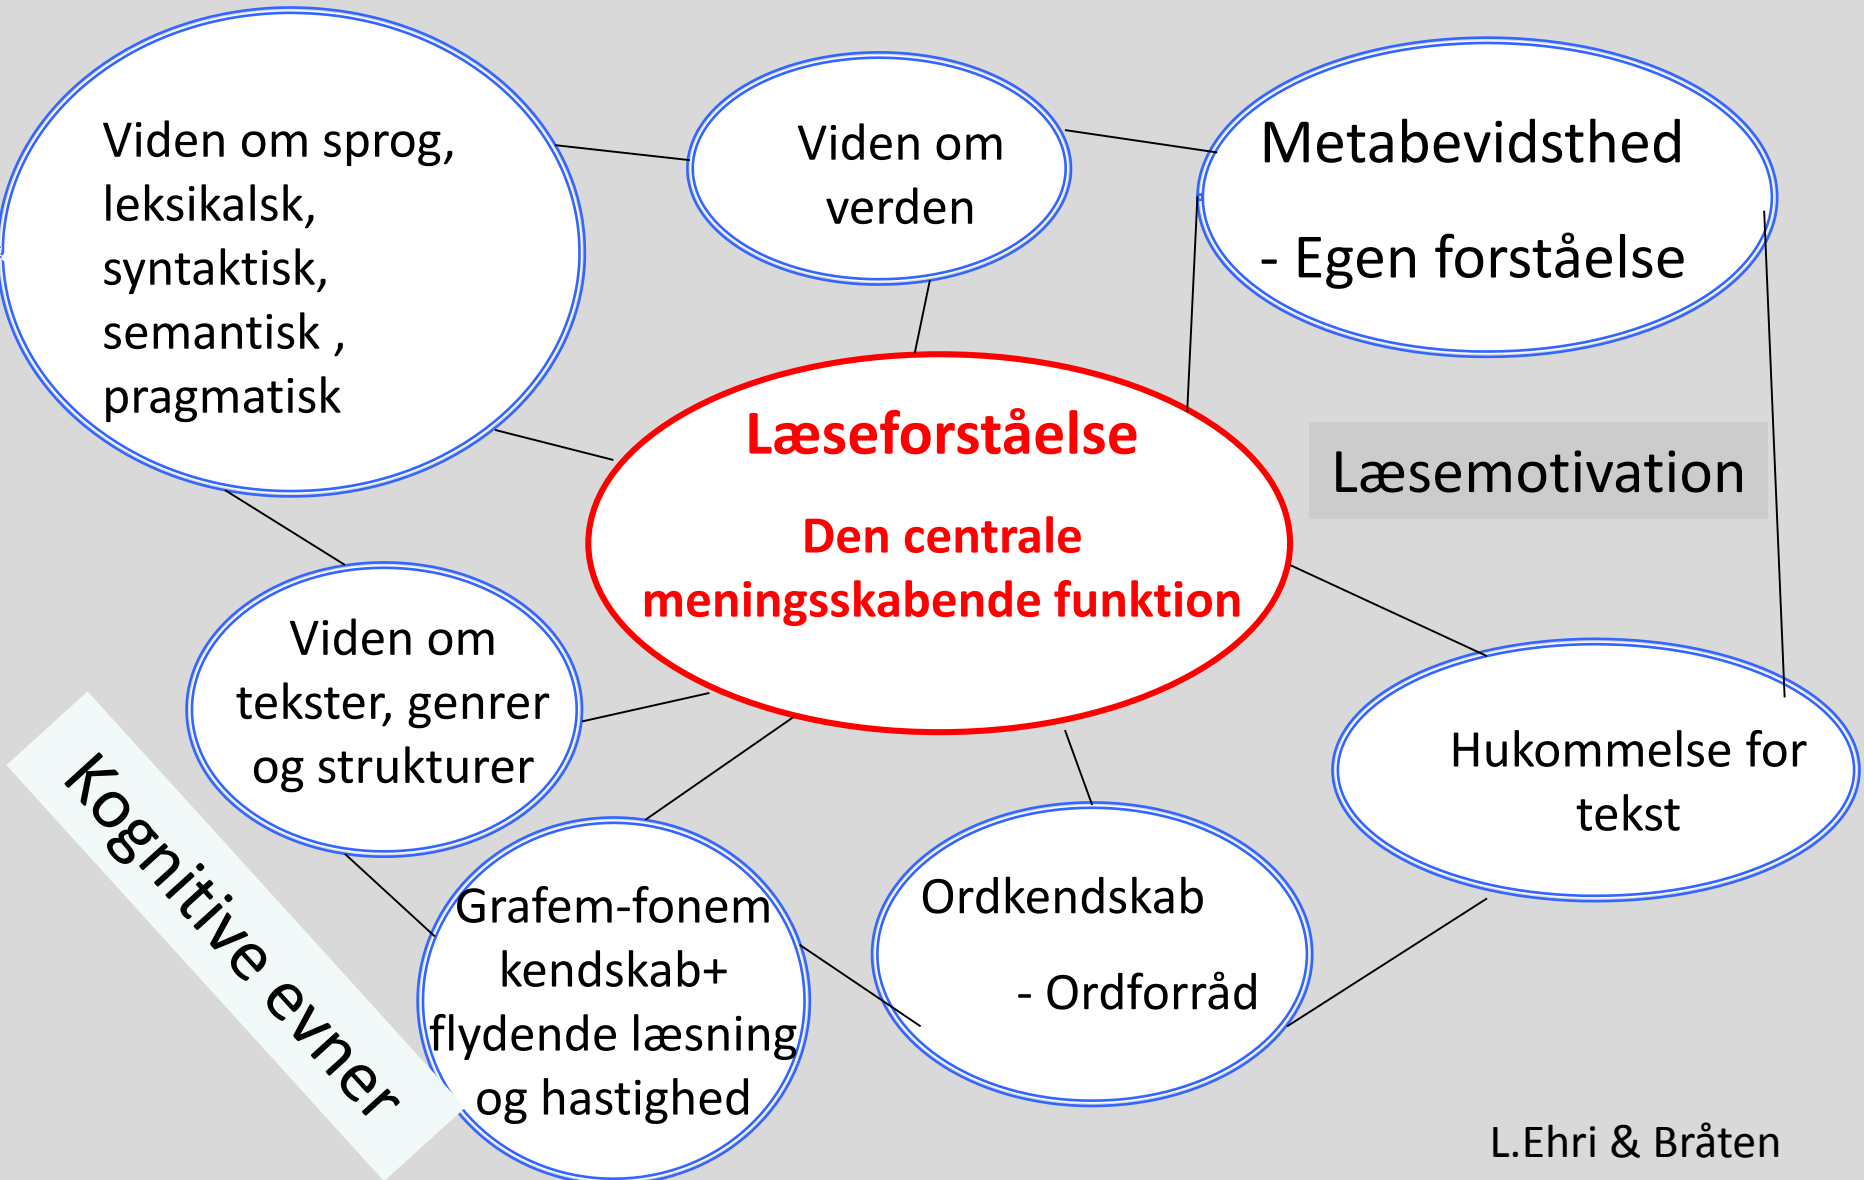 Viden om sprog,
leksikalsk,
syntaktisk,
semantisk ,
pragmatisk
Viden om
verden
Metabevidsthed
- Egen forståelse
Læseforståelse
Den centrale
meningsskabende funktion
Læsemotivation
Viden om
tekster, genrer
og strukturer
Hukommelse for
tekst
Kognitive evner
Grafem-fonem
kendskab+
flydende læsning
og hastighed
Ordkendskab
- Ordforråd
L.Ehri & Bråten